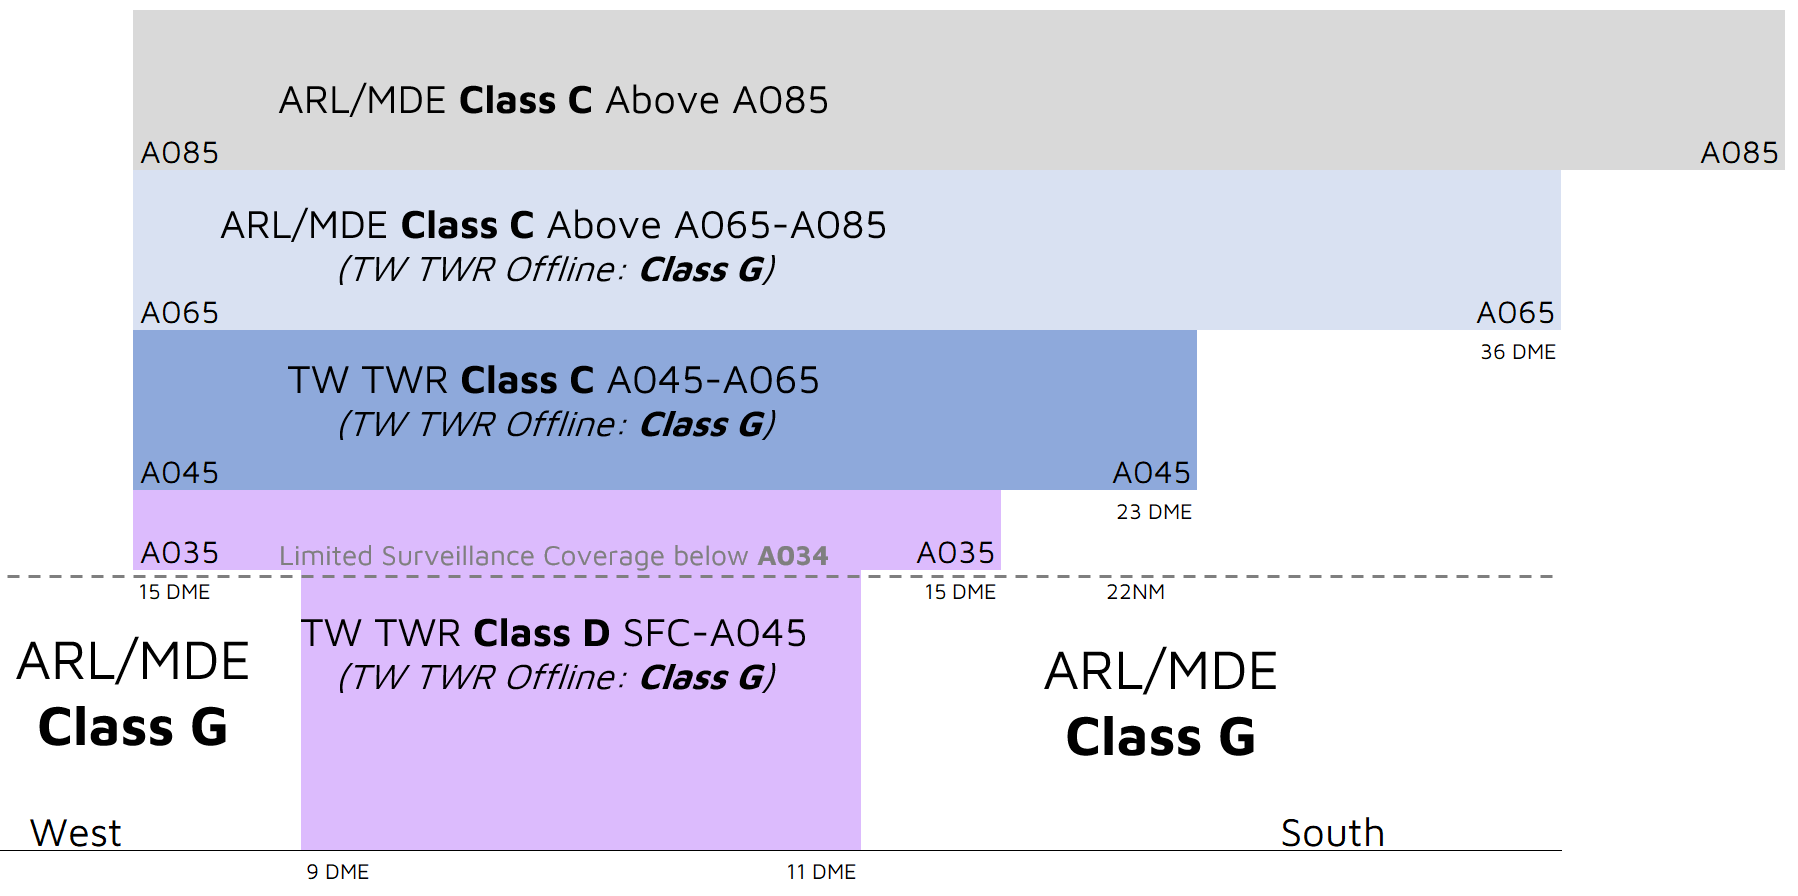 ARL/MDE Class C Above A085
A085
A085
ARL/MDE Class C Above A065-A085
(TW TWR Offline: Class G)
A065
A065
36 DME
TW TWR Class C A045-A065
(TW TWR Offline: Class G)
A045
A045
23 DME
A035
Limited Surveillance Coverage below A034
A035
15 DME
15 DME
22NM
TW TWR Class D SFC-A045
(TW TWR Offline: Class G)
ARL/MDE
Class G
ARL/MDE
Class G
West
South
9 DME
11 DME